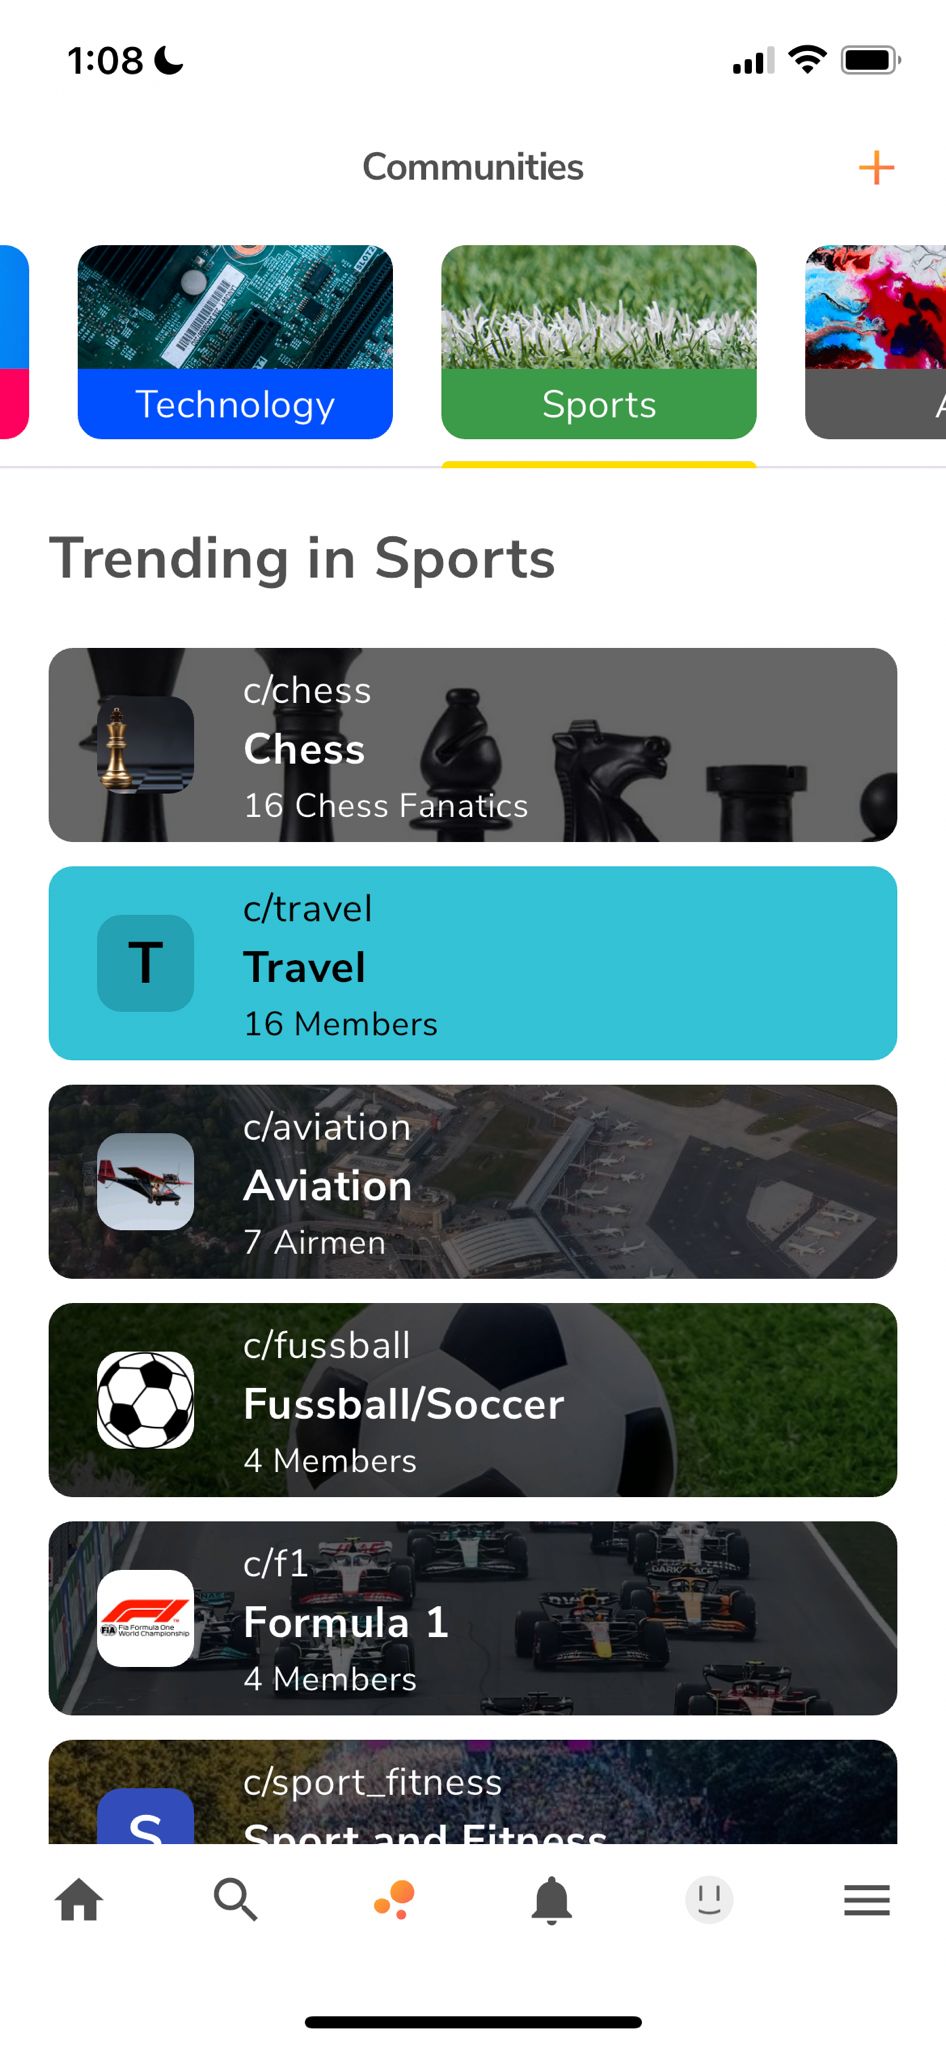 1:08
Communities
Technology
Sports
Trending in Sports
c/chess
Chess
16 Chess Fanatics
T
c/travel
Travel
16 Members
c/aviation
Aviation
7 Airmen
c/fussball
Fussball/Soccer
4 Members
c/f1
Formula 1
4 Members
F1
FIA Fia Formula One
World Championship
c/sport_fitness
S
Sport and Fitness